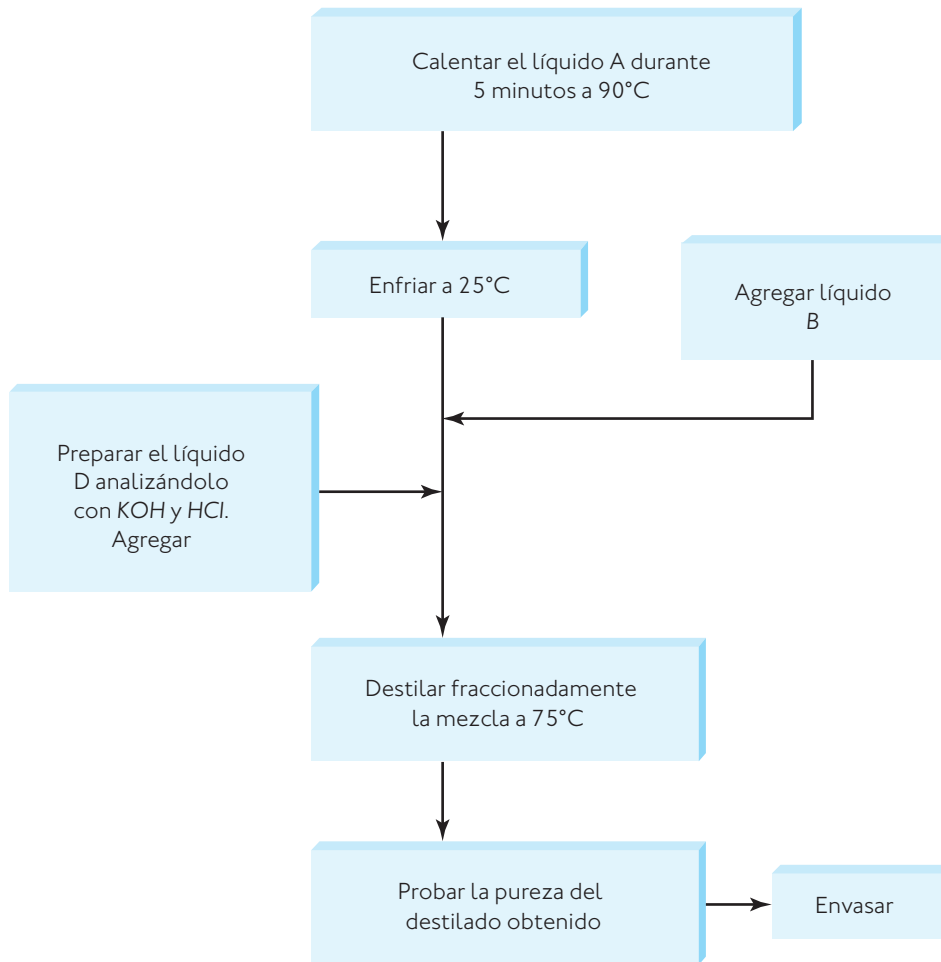 Calentar el líquido A durante
5 minutos a 90°C
Enfriar a 25°C
Agregar líquido
B
Preparar el líquido
D analizándolo
con KOH y HCl.
Agregar
Destilar fraccionadamente
la mezcla a 75°C
Probar la pureza del
destilado obtenido
Envasar